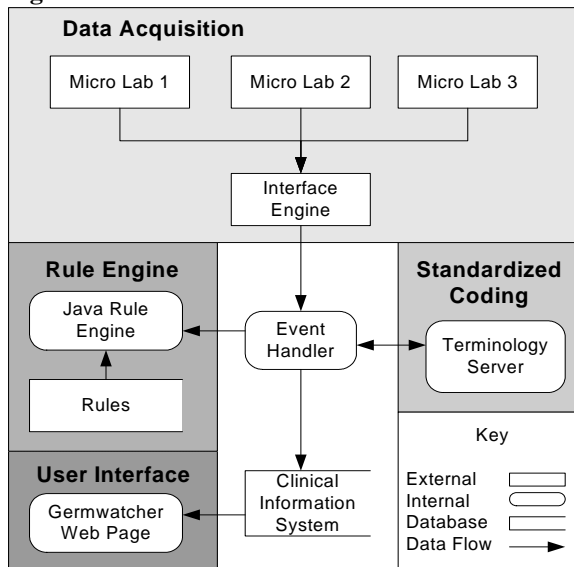 Data Acquisition
Micro Lab 1
Micro Lab 2
Micro Lab 3
Interface
Engine
Rule Engine
Java Rule
Engine
Rules
Event
Handler
Standardized
Coding
Terminology
Server
User Interface
Germwatcher
Web Page
Clinical
Information
System
Key
External
Internal
Database
Data Flow